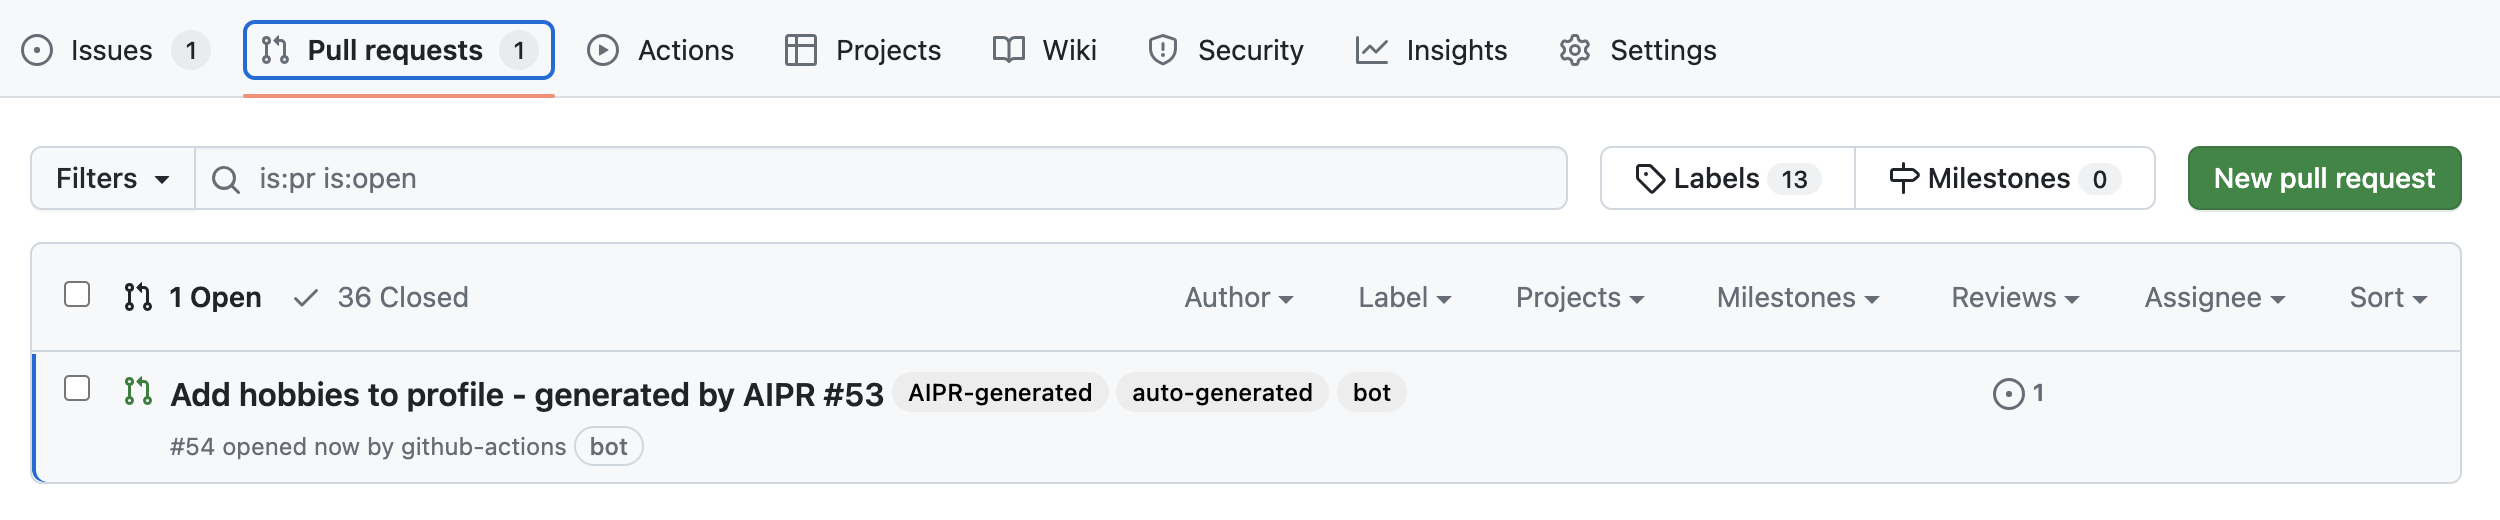 Issues 1 Pull requests 1 Actions Projects Wiki Security Insights Settings
Filters is:pr is:open Labels 13 Milestones 0 New pull request
1 Open 36 Closed Author Label Projects Milestones Reviews Assignee Sort
Add hobbies to profile - generated by AIPR #53 AIPR-generated auto-generated bot 1
#54 opened now by github-actions bot